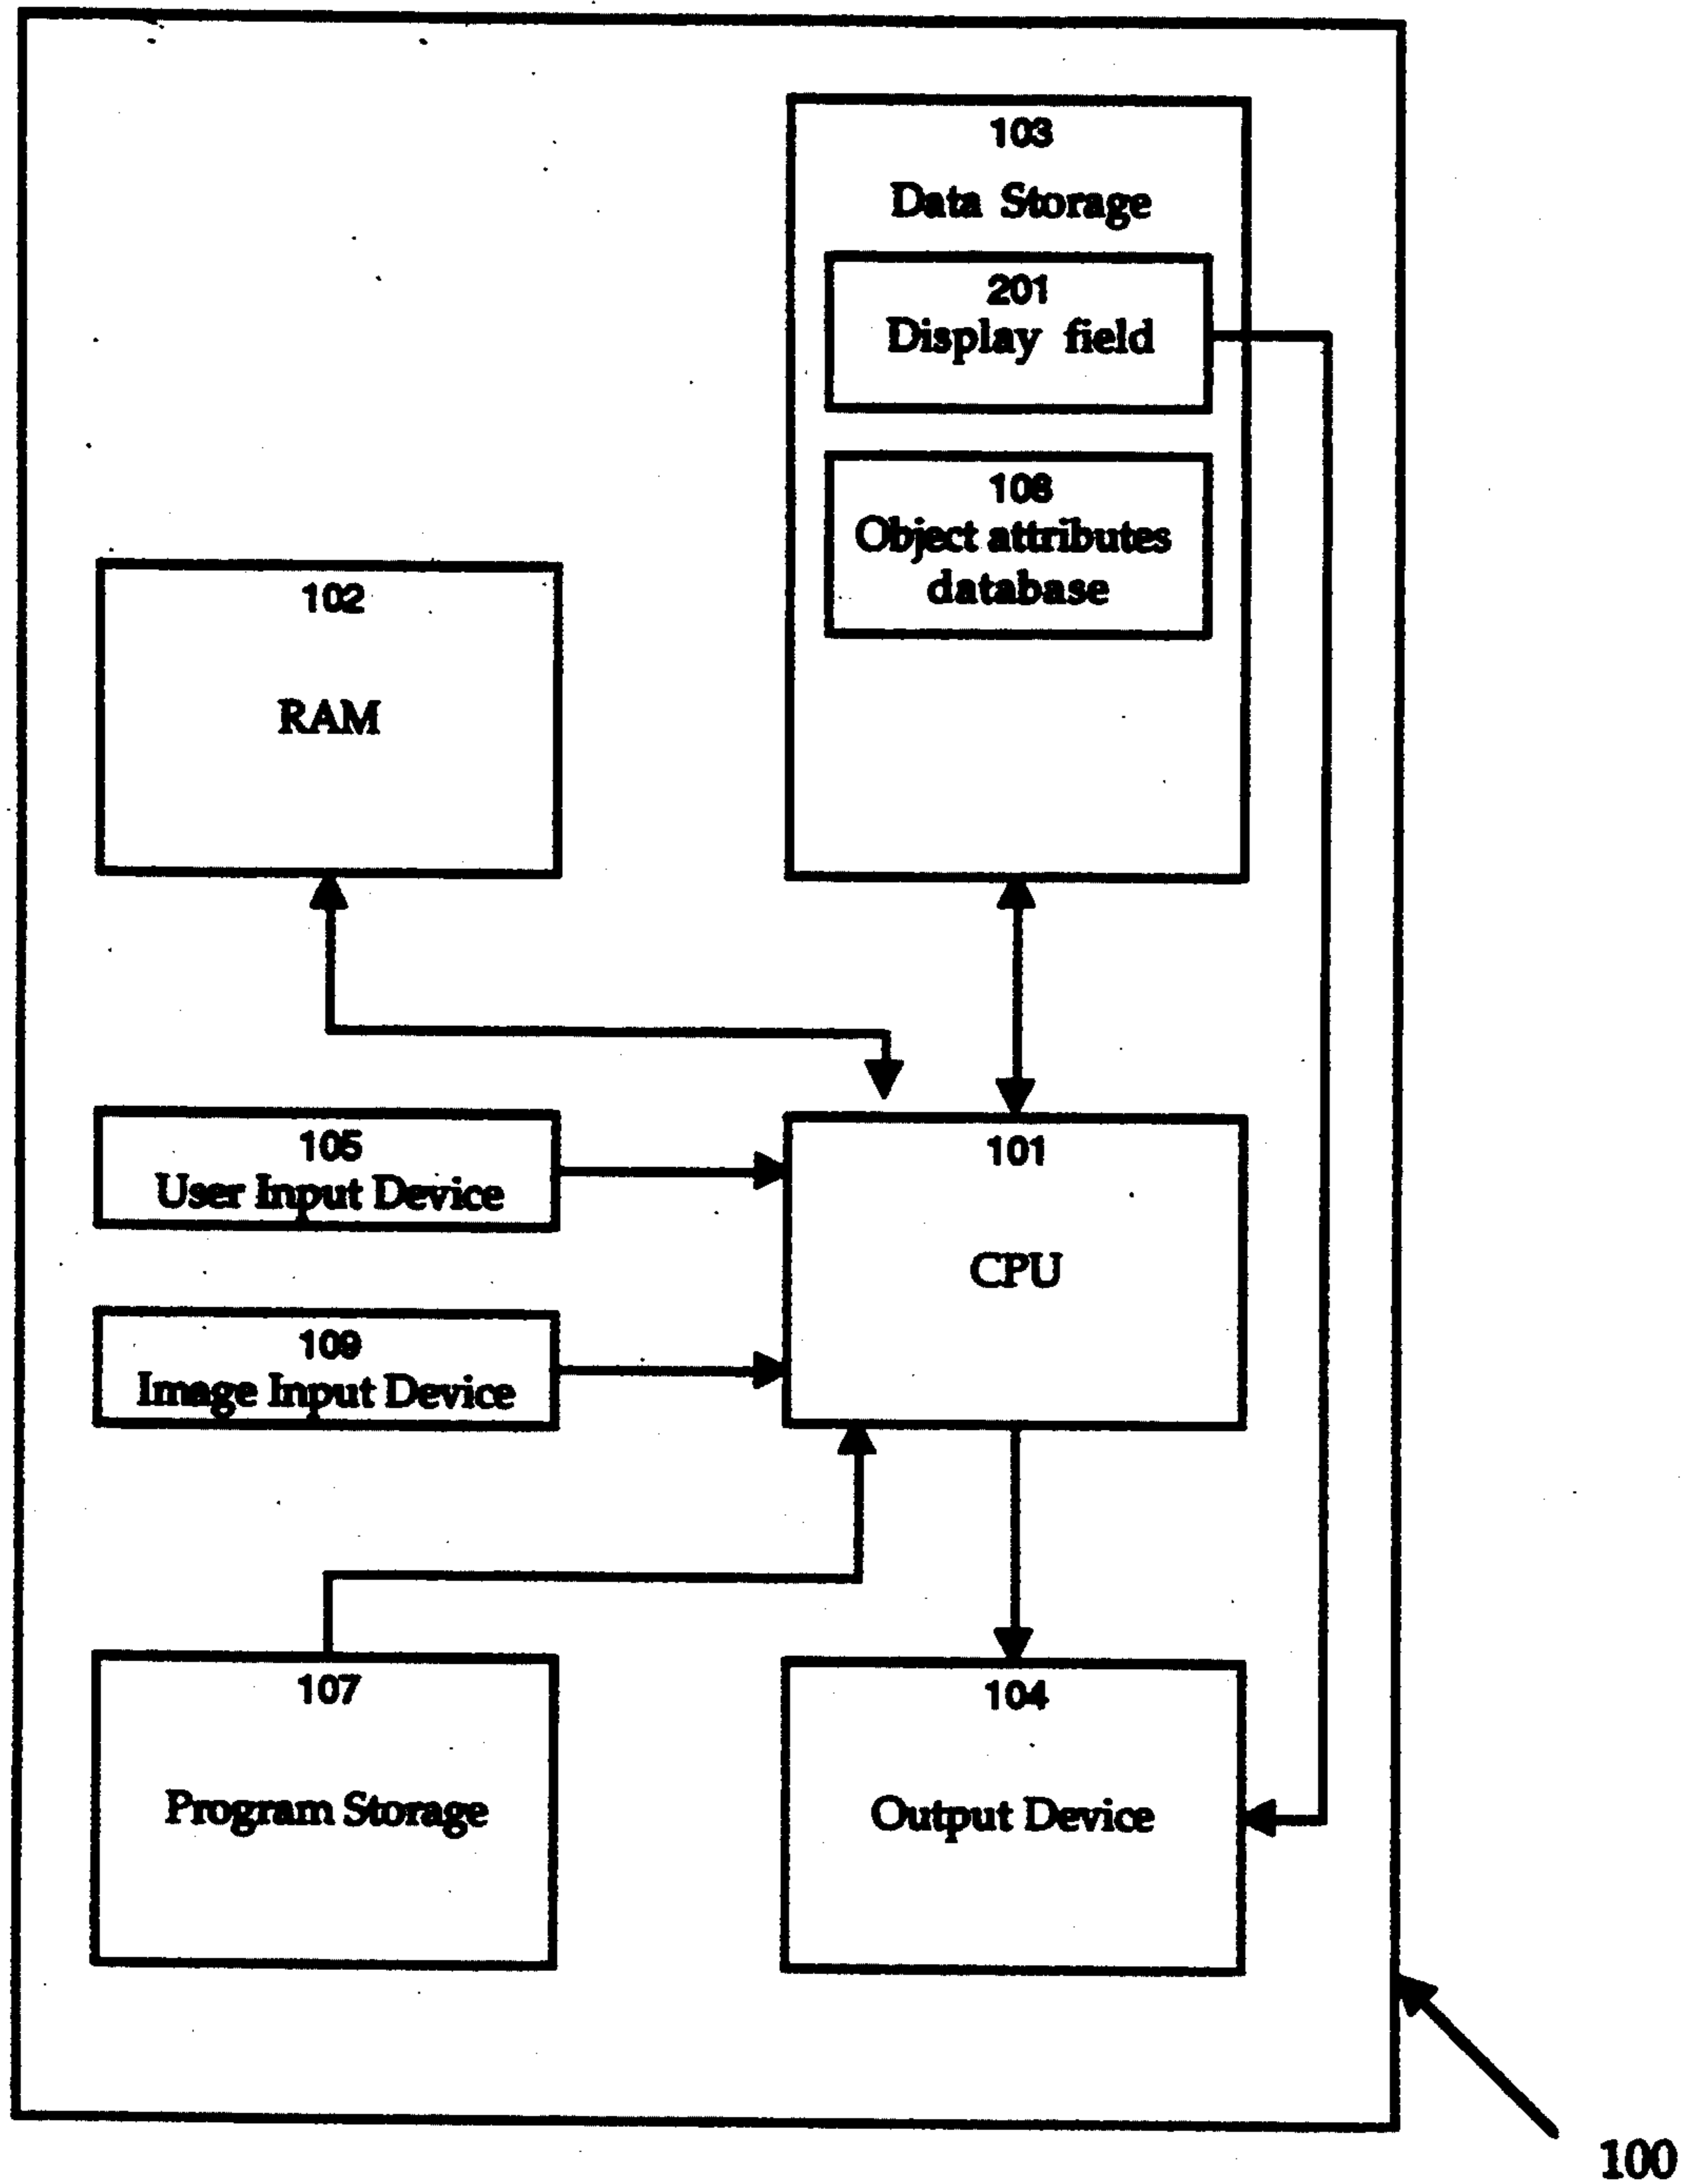 103
Data Storage
201
Display field
108
Object attributes
database
102
RAM
105
User Input Device
101
CPU
109
Image Input Device
107
Program Storage
104
Output Device
100